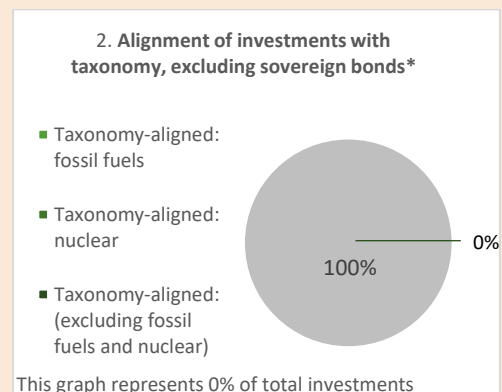 2. Alignment of investments with
taxonomy, excluding sovereign bonds*
Taxonomy-aligned:
fossil fuels
Taxonomy-aligned:
nuclear
Taxonomy-aligned:
(excluding fossil
fuels and nuclear)
100%
0%
This graph represents 0% of total investments